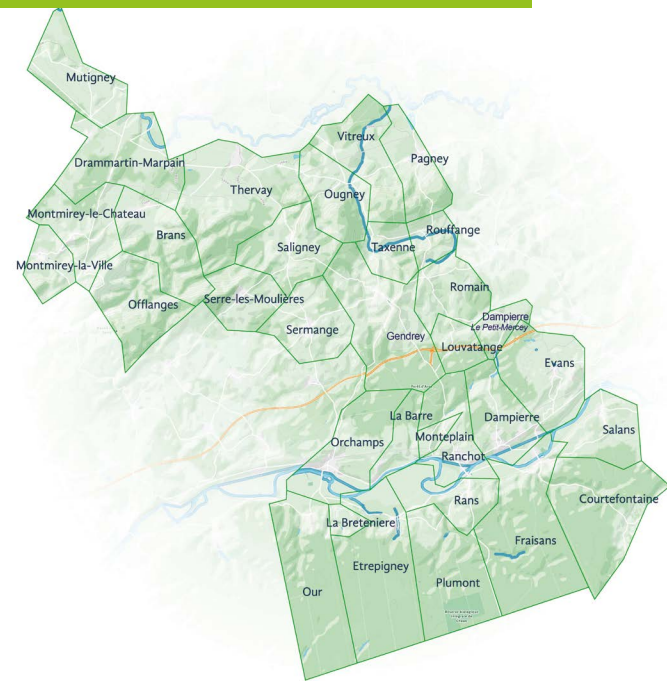 Mutigney
Vitreux
Drammartin-Marpain
Pagney
Thervay
Ougney
Montmirey-le-Chateau
Rouffange
Brans
Saligney
Taxenne
Montmirey-la-Ville
Romain
Offlanges
Serre-les-Moulières
Dampierre
Le Petit-Mercey
Sermange
Gendrey
Louvatange
Evans
La Barre
Dampierre
Monteplain
Salans
Orchamps
Ranchot
Rans
Courtefontaine
La Breteniere
Fraisans
Etrepigney
Plumont
Our